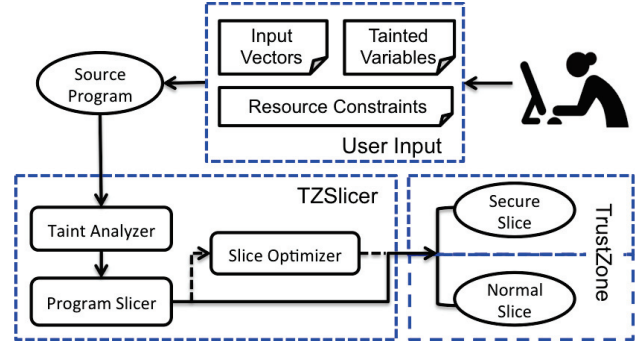 Input
Vectors
Tainted
Variables
Source
Program
Resource Constraints
User Input
TZSlicer
Taint Analyzer
Slice Optimizer
Program Slicer
Secure
Slice
TrustZone
Normal
Slice